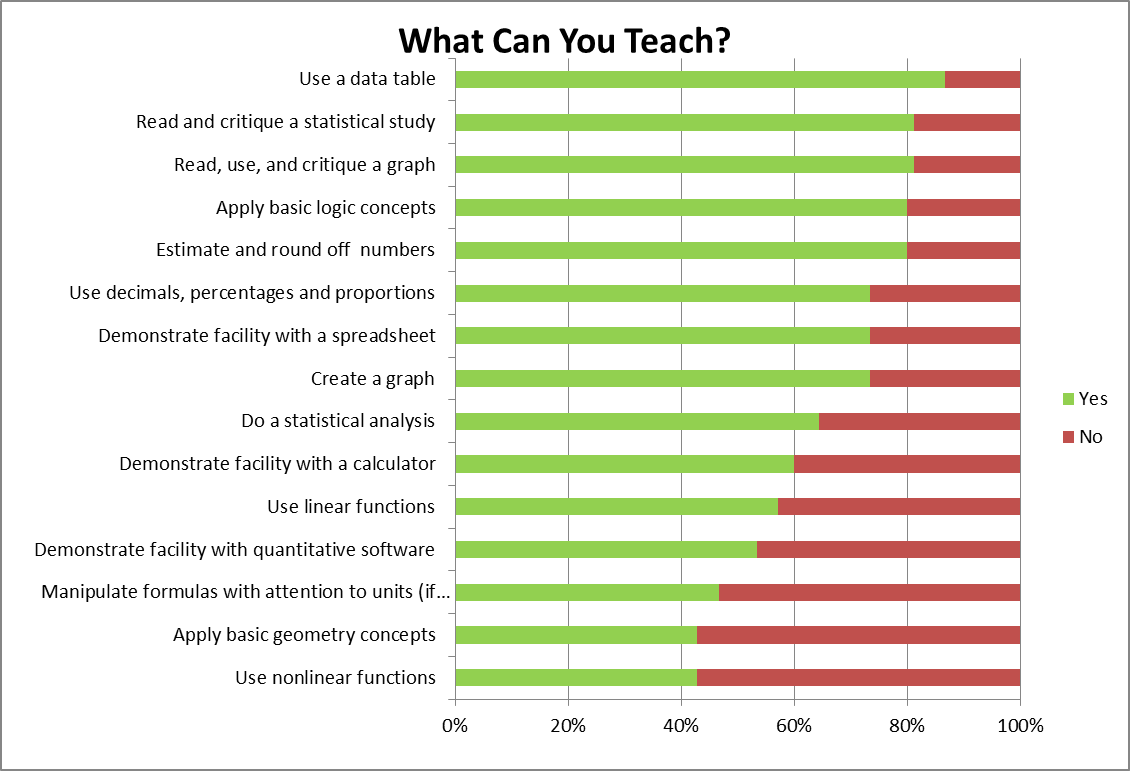 What Can You Teach?
Use a data table
Read and critique a statistical study
Read, use, and critique a graph
Apply basic logic concepts
Estimate and round off  numbers
Use decimals, percentages and proportions
Demonstrate facility with a spreadsheet
Create a graph
Do a statistical analysis
Demonstrate facility with a calculator
Use linear functions
Demonstrate facility with quantitative software
Manipulate formulas with attention to units (if…
Apply basic geometry concepts
Use nonlinear functions
0% 20% 40% 60% 80% 100%
Yes
No